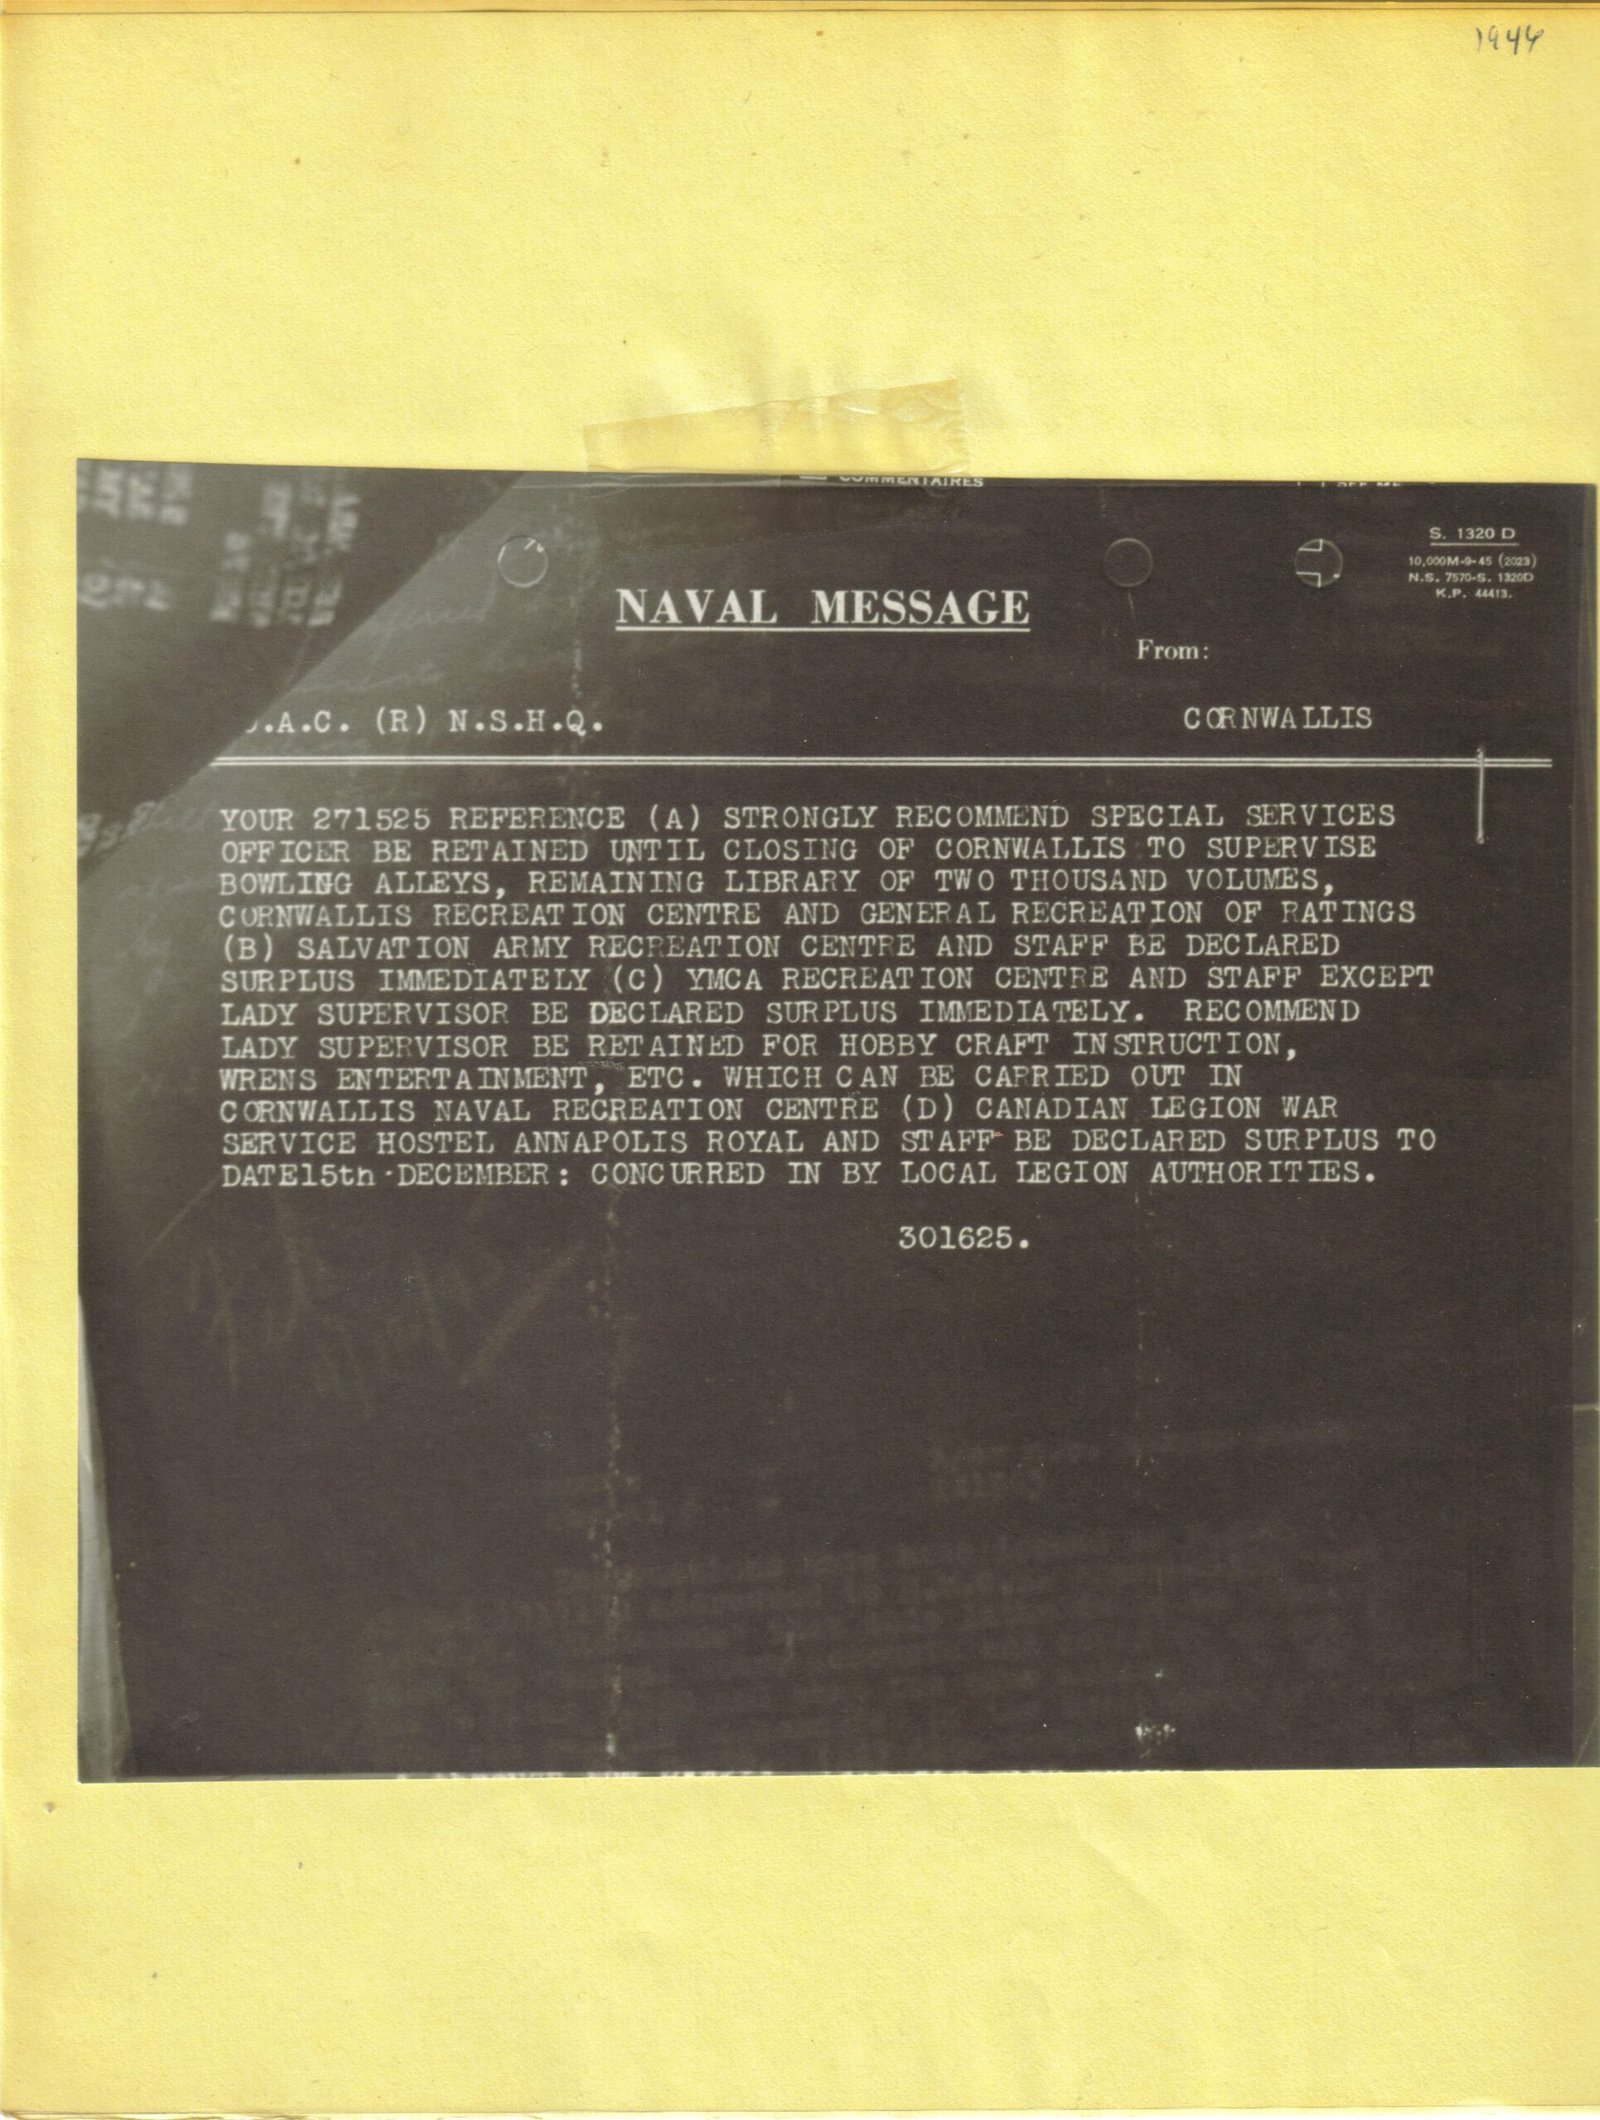 COMMENTAIRES
S. 1320 D
10,000M-9-45 (2023)
N.S. 7570-S. 1320D
K.P. 44413.
NAVAL MESSAGE
From:
.A.C. (R) N.S.H.Q. CORNWALLIS
YOUR 271525 REFERENCE (A) STRONGLY RECOMMEND SPECIAL SERVICES
OFFICER BE RETAINED UNTIL CLOSING OF CORNWALLIS TO SUPERVISE
BOWLING ALLEYS, REMAINING LIBRARY OF TWO THOUSAND VOLUMES,
CORNWALLIS RECREATION CENTRE AND GENERAL RECREATION OF RATINGS
(B) SALVATION ARMY RECREATION CENTRE AND STAFF BE DECLARED
SURPLUS IMMEDIATELY (C) YMCA RECREATION CENTRE AND STAFF EXCEPT
LADY SUPERVISOR BE DECLARED SURPLUS IMMEDIATELY. RECOMMEND
LADY SUPERVISOR BE RETAINED FOR HOBBY CRAFT INSTRUCTION,
WRENS ENTERTAINMENT, ETC. WHICH CAN BE CARRIED OUT IN
CORNWALLIS NAVAL RECREATION CENTRE (D) CANADIAN LEGION WAR
SERVICE HOSTEL ANNAPOLIS ROYAL AND STAFF BE DECLARED SURPLUS TO
DATE15th DECEMBER: CONCURRED IN BY LOCAL LEGION AUTHORITIES.
301625.